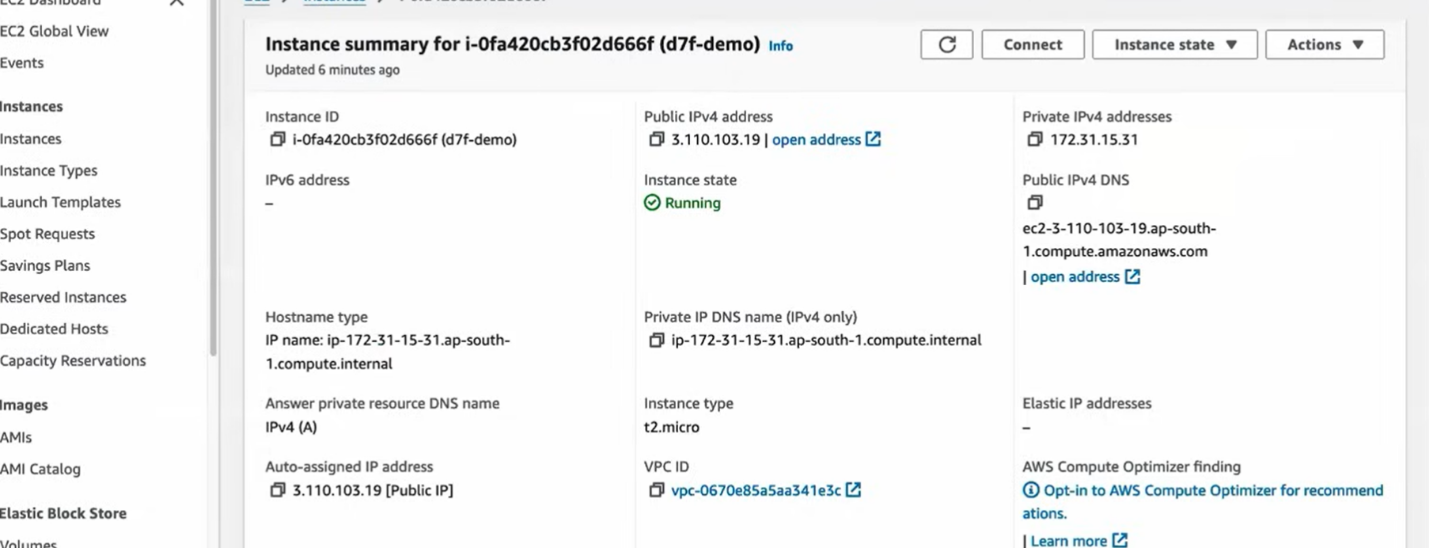 EC2 Global View
Events
Instances
Instances
Instance Types
Launch Templates
Spot Requests
Savings Plans
Reserved Instances
Dedicated Hosts
Capacity Reservations
Images
AMIs
AMI Catalog
Elastic Block Store
Volumes
Instance summary for i-0fa420cb3f02d666f (d7f-demo) Info
Updated 6 minutes ago
Connect
Instance state
Actions
Instance ID
i-0fa420cb3f02d666f (d7f-demo)
Public IPv4 address
3.110.103.19 | open address
Private IPv4 addresses
172.31.15.31
IPv6 address
–
Instance state
Running
Public IPv4 DNS
ec2-3-110-103-19.ap-south-
1.compute.amazonaws.com
| open address
Hostname type
IP name: ip-172-31-15-31.ap-south-
1.compute.internal
Private IP DNS name (IPv4 only)
ip-172-31-15-31.ap-south-1.compute.internal
Answer private resource DNS name
IPv4 (A)
Instance type
t2.micro
Elastic IP addresses
–
Auto-assigned IP address
3.110.103.19 [Public IP]
VPC ID
vpc-0670e85a5aa341e3c
AWS Compute Optimizer finding
Opt-in to AWS Compute Optimizer for recommend
ations.
| Learn more